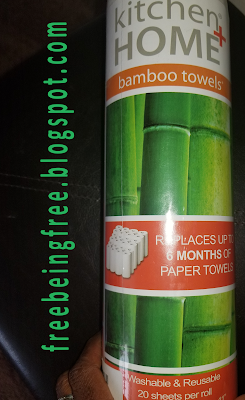 freebeingfree.blogspot.com
kitchen+
HOME
bamboo towels
REPLACES UP TO
6 MONTHS OF
PAPER TOWELS
Washable & Reusable
20 sheets per roll